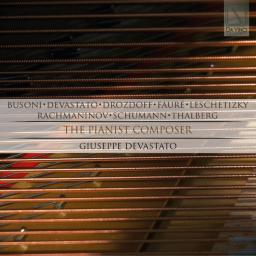 BUSONI • DEVASTATO • DROZDOFF • FAURÉ • LESCHETIZKY
RACHMANINOV • SCHUMANN • THALBERG
THE PIANIST COMPOSER
GIUSEPPE DEVASTATO